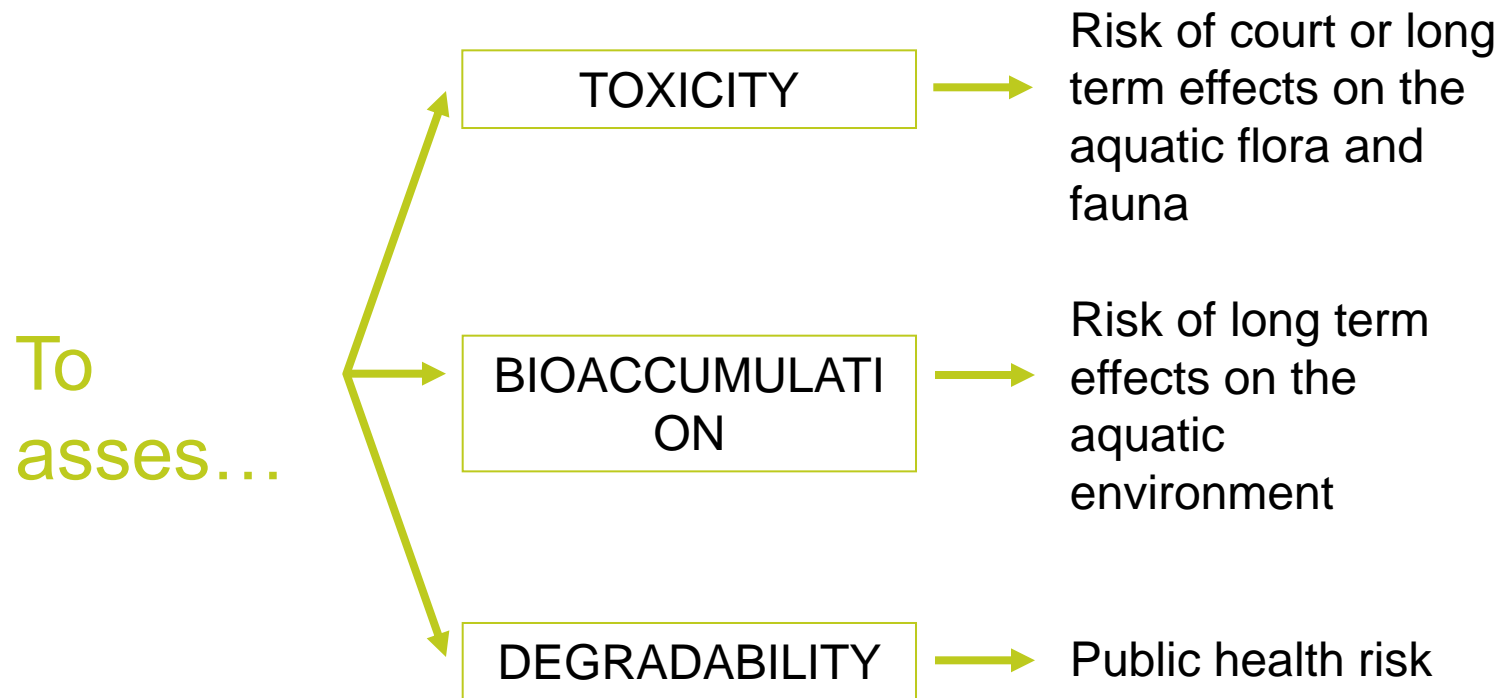 To
asses…
TOXICITY
Risk of court or long
term effects on the
aquatic flora and
fauna
BIOACCUMULATI
ON
Risk of long term
effects on the
aquatic
environment
DEGRADABILITY
Public health risk